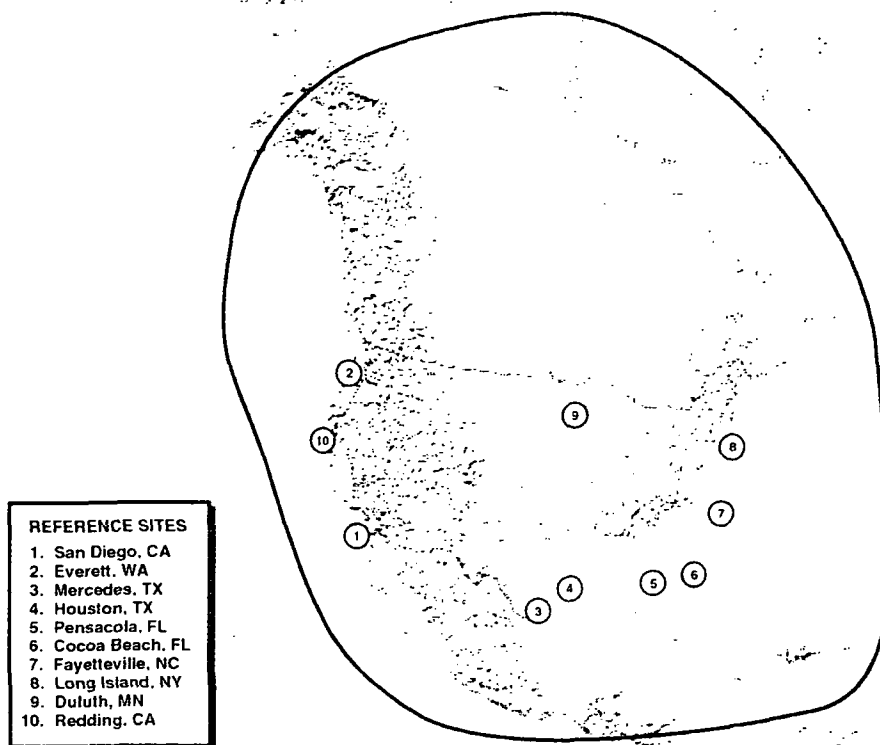 2
10
9
8
7
1
6
5
4
3
REFERENCE SITES
1. San Diego, CA
2. Everett, WA
3. Mercedes, TX
4. Houston, TX
5. Pensacola, FL
6. Cocoa Beach, FL
7. Fayetteville, NC
8. Long Island, NY
9. Duluth, MN
10. Redding, CA